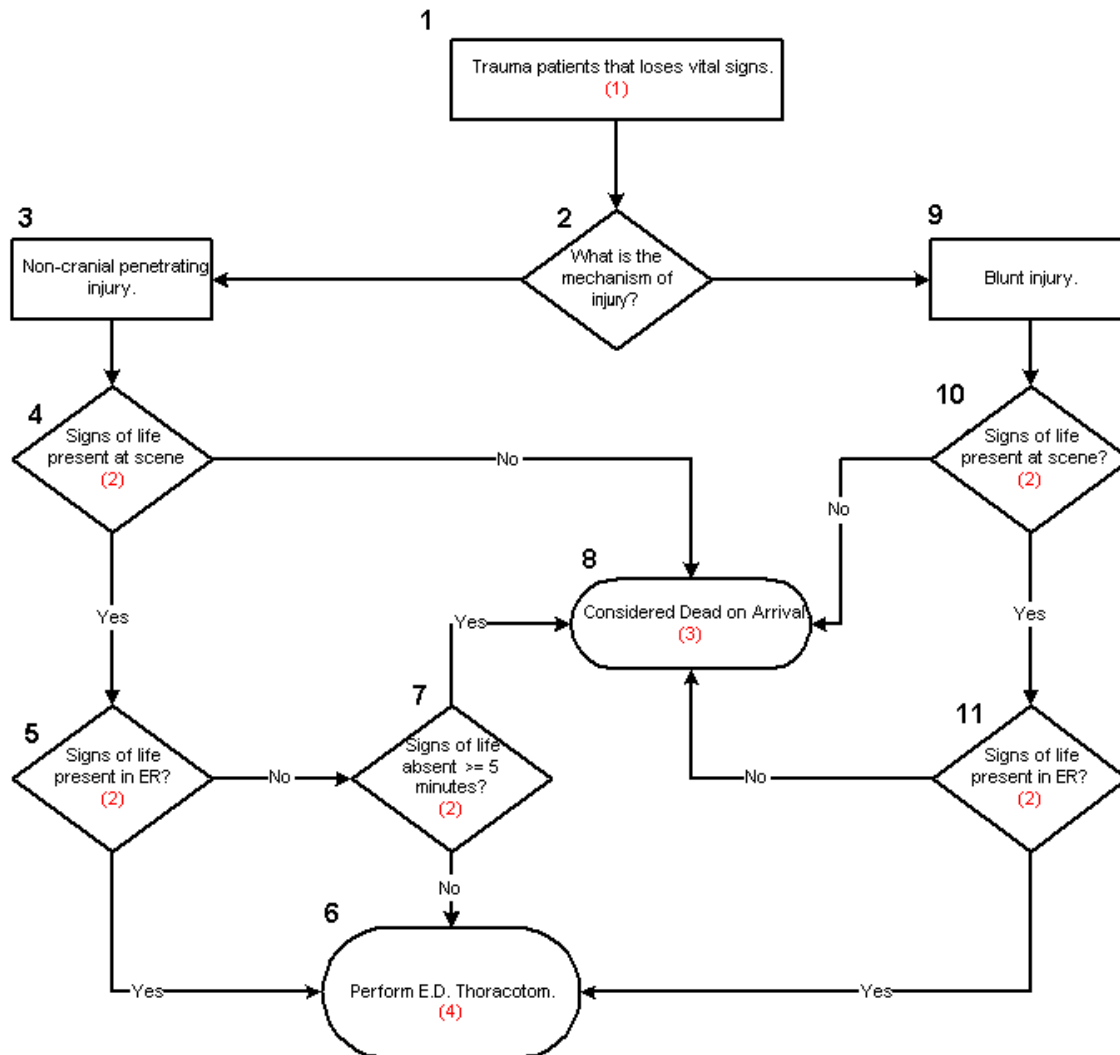 1
Trauma patients that loses vital signs.
(1)
2
What is the
mechanism of
injury?
3
Non-cranial penetrating
injury.
9
Blunt injury.
4
Signs of life
present at scene
(2)
No
Yes
10
Signs of life
present at scene?
(2)
No
Yes
8
Considered Dead on Arrival
(3)
5
Signs of life
present in ER?
(2)
No
Yes
7
Signs of life
absent >= 5
minutes?
(2)
Yes
No
11
Signs of life
present in ER?
(2)
No
Yes
6
Perform E.D. Thoracotom.
(4)